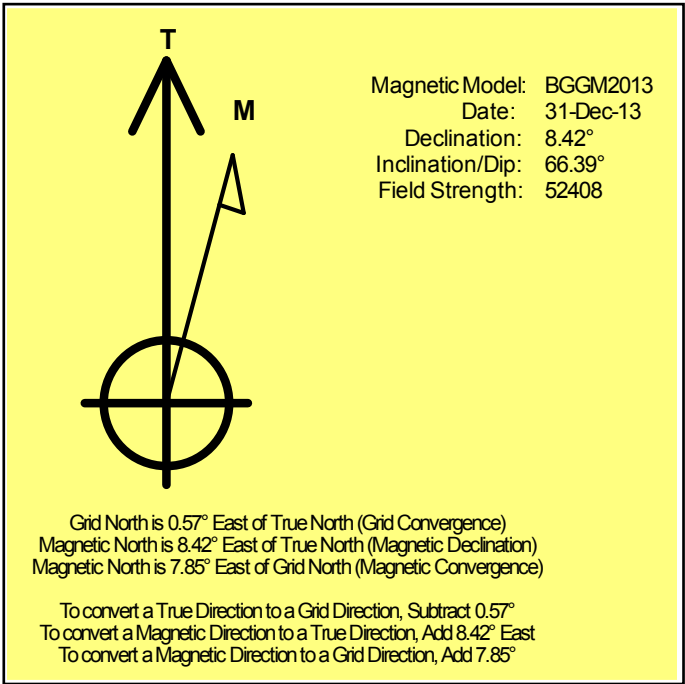 T
M
Magnetic Model: BGGM2013
Date: 31-Dec-13
Declination: 8.42°
Inclination/Dip: 66.39°
Field Strength: 52408
Grid North is 0.57° East of True North (Grid Convergence)
Magnetic North is 8.42° East of True North (Magnetic Declination)
Magnetic North is 7.85° East of Grid North (Magnetic Convergence)
To convert a True Direction to a Grid Direction, Subtract 0.57°
To convert a Magnetic Direction to a True Direction, Add 8.42° East
To convert a Magnetic Direction to a Grid Direction, Add 7.85°